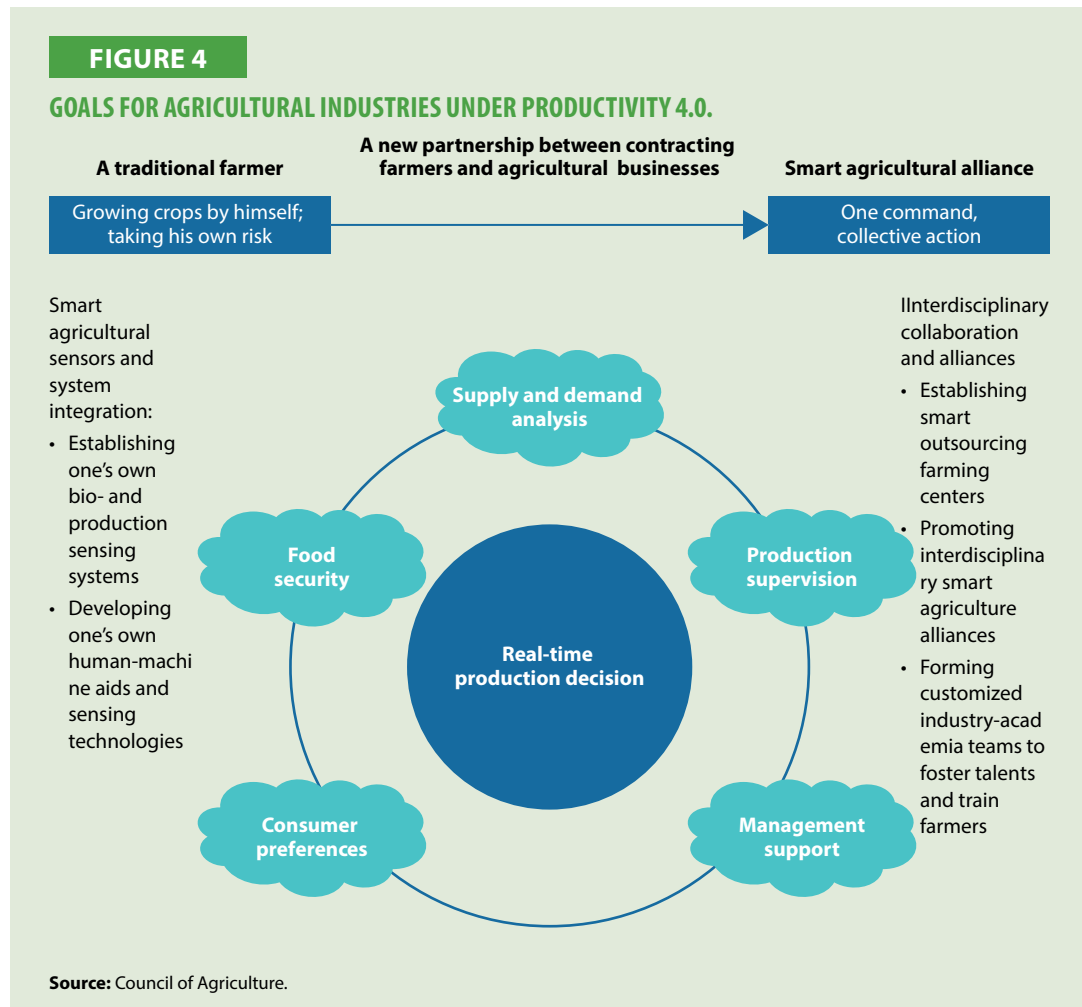 FIGURE 4
GOALS FOR AGRICULTURAL INDUSTRIES UNDER PRODUCTIVITY 4.0.
A traditional farmer
A new partnership between contracting
farmers and agricultural businesses
Smart agricultural alliance
Growing crops by himself;
taking his own risk
One command,
collective action
Smart
agricultural
sensors and
system
integration:
• Establishing
one’s own
bio- and
production
sensing
systems
• Developing
one’s own
human-machi
ne aids and
sensing
technologies
Supply and demand
analysis
Food
security
Production
supervision
Real-time
production decision
Consumer
preferences
Management
support
IInterdisciplinary
collaboration
and alliances
• Establishing
smart
outsourcing
farming
centers
• Promoting
interdisciplina
ry smart
agriculture
alliances
• Forming
customized
industry-acad
emia teams to
foster talents
and train
farmers
Source: Council of Agriculture.